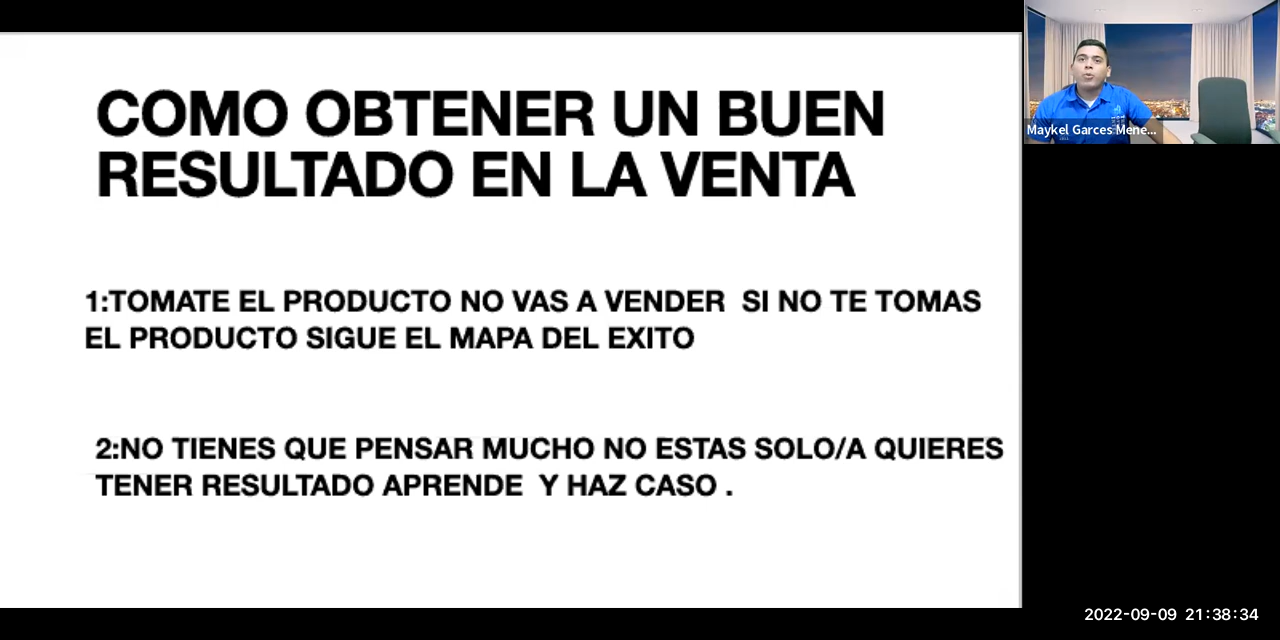 COMO OBTENER UN BUEN
RESULTADO EN LA VENTA
1:TOMATE EL PRODUCTO NO VAS A VENDER  SI NO TE TOMAS
EL PRODUCTO SIGUE EL MAPA DEL EXITO
2:NO TIENES QUE PENSAR MUCHO NO ESTAS SOLO/A QUIERES
TENER RESULTADO APRENDE  Y HAZ CASO .
Maykel Garces Mene...
2022-09-09 21:38:34